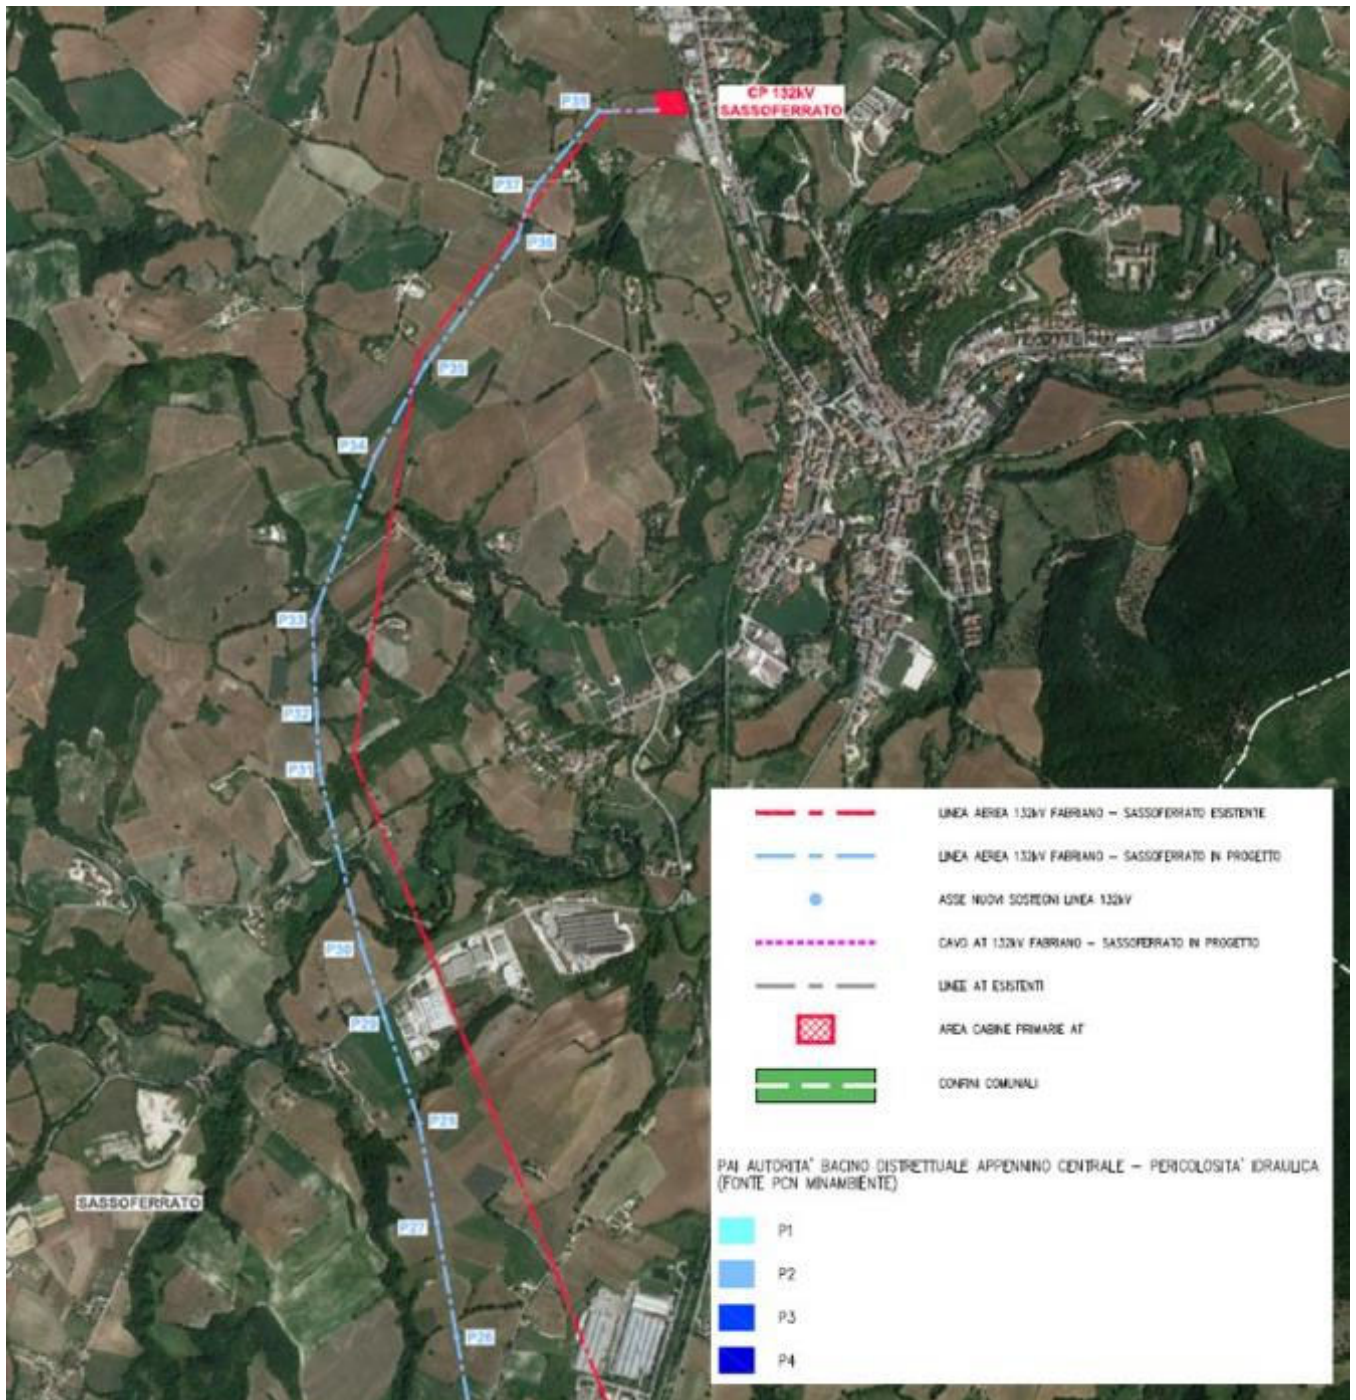 P38
CP 132kV
SASSOFERRATO
P37
P36
P35
P34
P33
P32
P31
P30
P29
P28
P27
P26
SASSOFERRATO
LINEA AEREA 132kV FABRIANO – SASSOFERRATO ESISTENTE
LINEA AEREA 132kV FABRIANO – SASSOFERRATO IN PROGETTO
ASSE NUOVI SOSTEGNI LINEA 132kV
CAVO AT 132kV FABRIANO – SASSOFERRATO IN PROGETTO
LINEE AT ESISTENTI
AREA CABINE PRIMARIE AT
CONFINI COMUNALI
PAI AUTORITA' BACINO DISTRETTUALE APPENNINO CENTRALE – PERICOLOSITA' IDRAULICA
(FONTE PCN MINAMBIENTE)
P1
P2
P3
P4